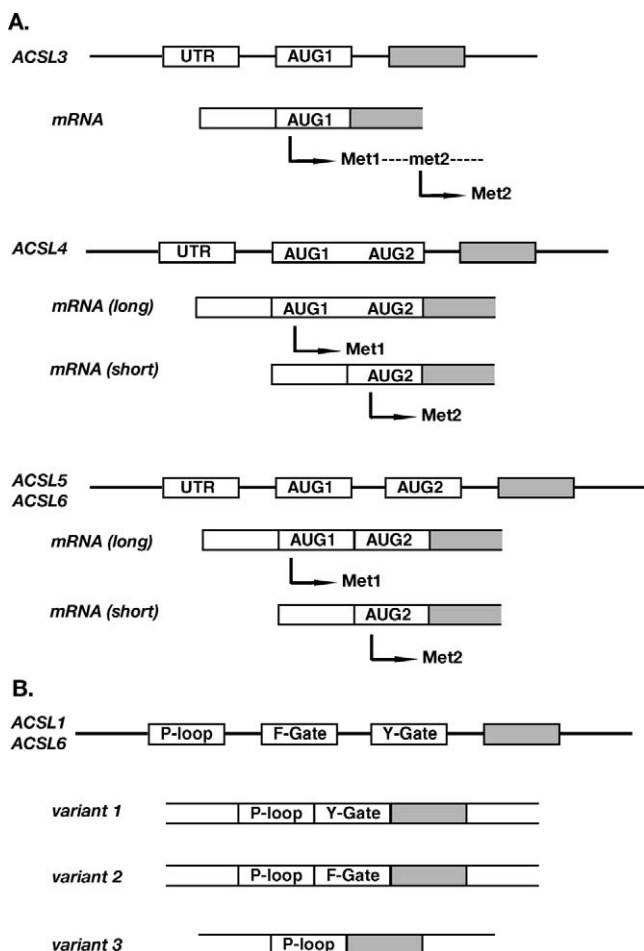 A.
ACSL3
UTR AUG1
mRNA
AUG1
Met1----met2-----
Met2
ACSL4
UTR AUG1 AUG2
mRNA (long)
AUG1 AUG2
Met1
mRNA (short)
AUG2
Met2
ACSL5
ACSL6
UTR AUG1 AUG2
mRNA (long)
AUG1 AUG2
Met1
mRNA (short)
AUG2
Met2
B.
ACSL1
ACSL6
P-loop F-Gate Y-Gate
variant 1
P-loop Y-Gate
variant 2
P-loop F-Gate
variant 3
P-loop